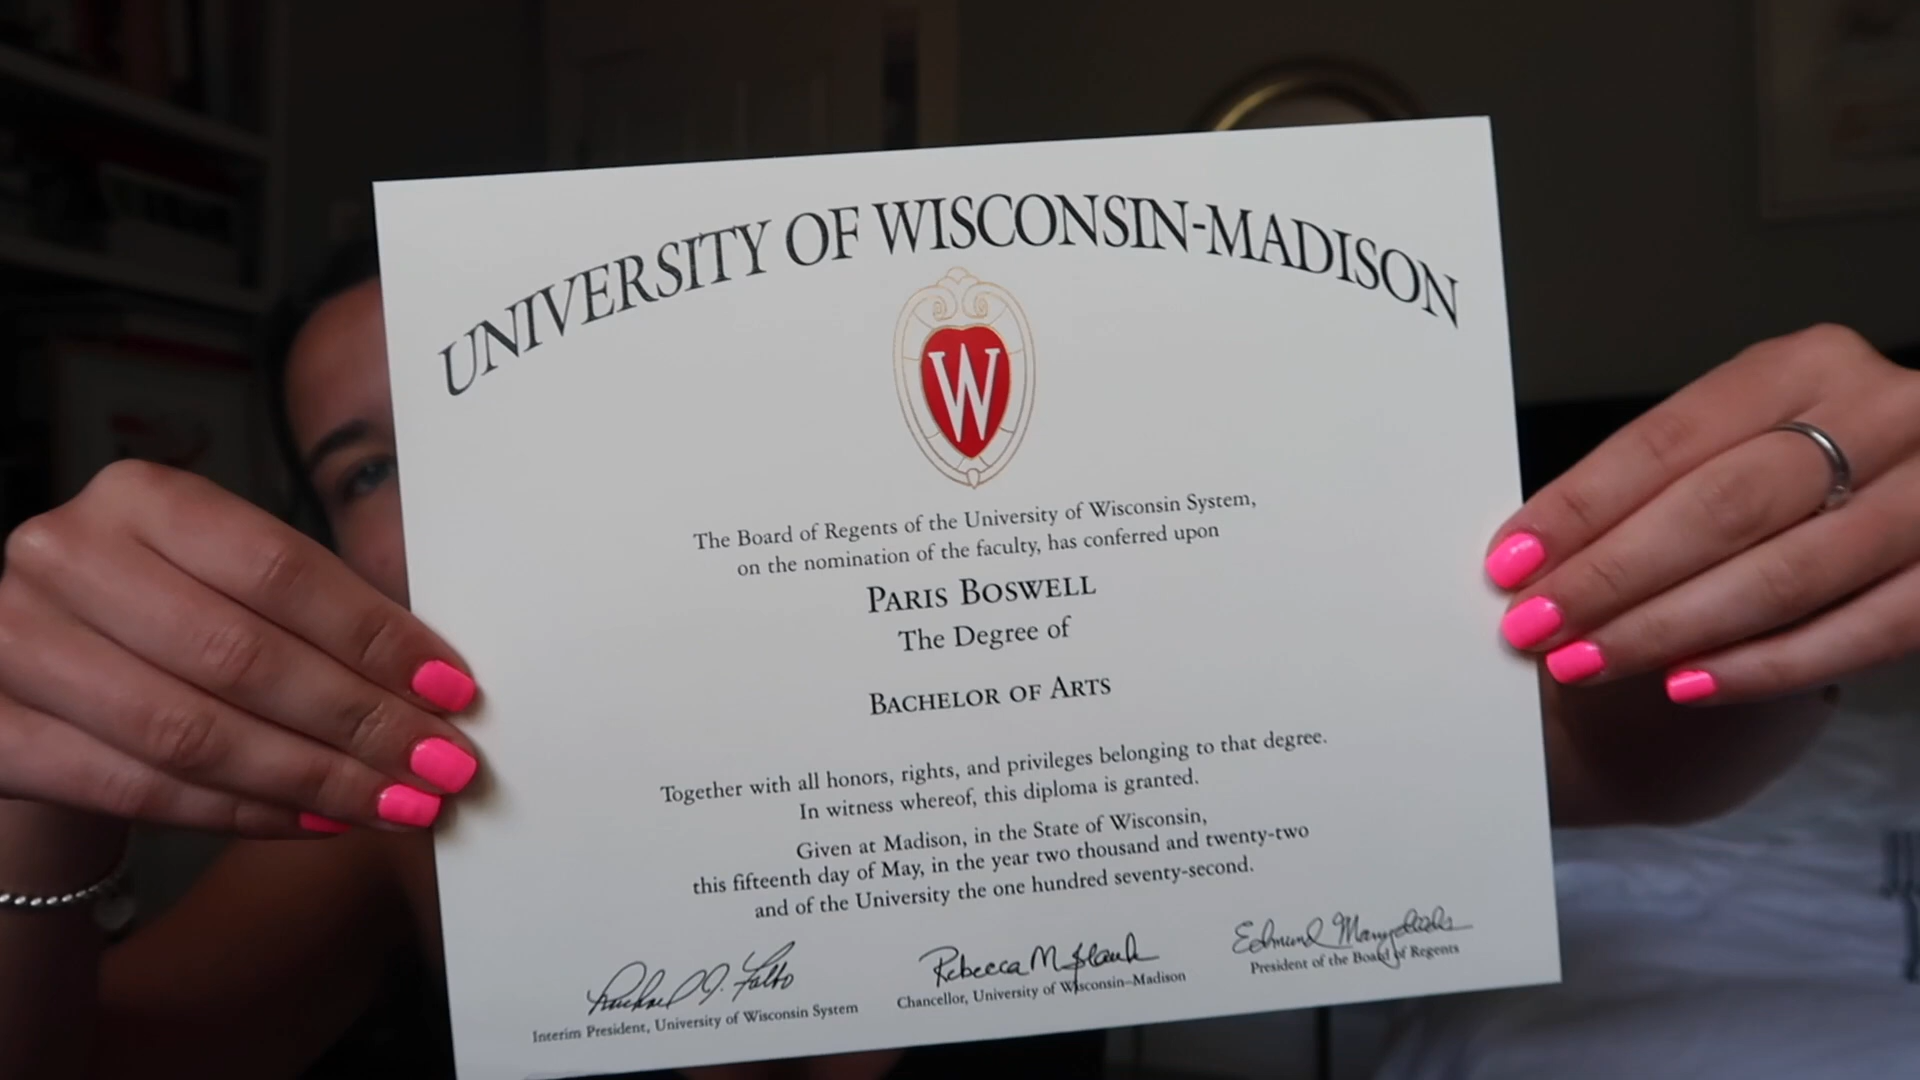 UNIVERSITY OF WISCONSIN-MADISON
W
The Board of Regents of the University of Wisconsin System,
on the nomination of the faculty, has conferred upon
PARIS BOSWELL
The Degree of
BACHELOR OF ARTS
Together with all honors, rights, and privileges belonging to that degree.
In witness whereof, this diploma is granted.
Given at Madison, in the State of Wisconsin,
this fifteenth day of May, in the year two thousand and twenty-two
and of the University the one hundred seventy-second.
Rebecca M Blank
Edmund
Interim President, University of Wisconsin System
Chancellor, University of Wisconsin–Madison
President of the Board of Regents